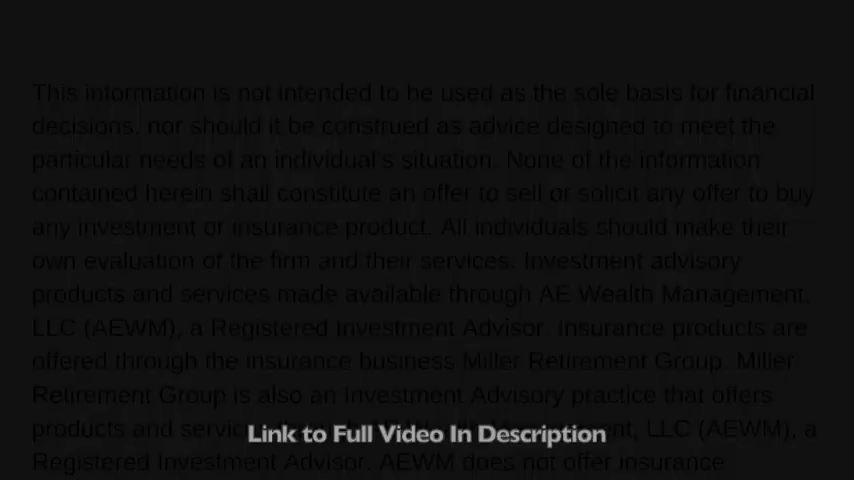 This information is not intended to be used as the sole basis for financial
decisions, nor should it be construed as advice designed to meet the
particular needs of an individual's situation. None of the information
contained herein shall constitute an offer to sell or solicit any offer to buy
any investment or insurance product. All individuals should make their
own evaluation of the firm and their services. Investment advisory
products and services made available through AE Wealth Management,
LLC (AEWM), a Registered Investment Advisor. Insurance products are
offered through the insurance business Miller Retirement Group. Miller
Retirement Group is also an Investment Advisory practice that offers
products and services through AE Wealth Management, LLC (AEWM), a
Link to Full Video In Description
Registered Investment Advisor. AEWM does not offer insurance